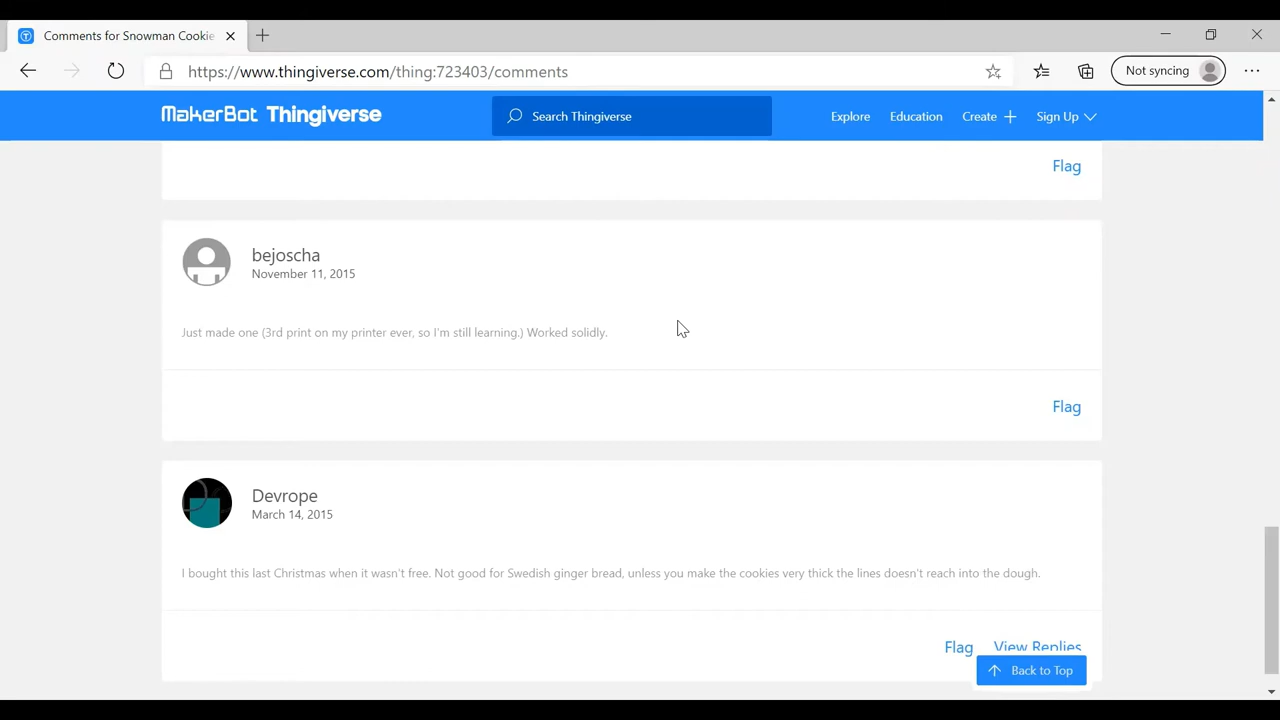 Comments for Snowman Cookie
https://www.thingiverse.com/thing:723403/comments
Not syncing
MakerBot Thingiverse
Search Thingiverse
Explore
Education
Create
Sign Up
Flag
bejoscha
November 11, 2015
Just made one (3rd print on my printer ever, so I'm still learning.) Worked solidly.
Flag
Devrope
March 14, 2015
I bought this last Christmas when it wasn't free. Not good for Swedish ginger bread, unless you make the cookies very thick the lines doesn't reach into the dough.
Flag View Replies
Back to Top